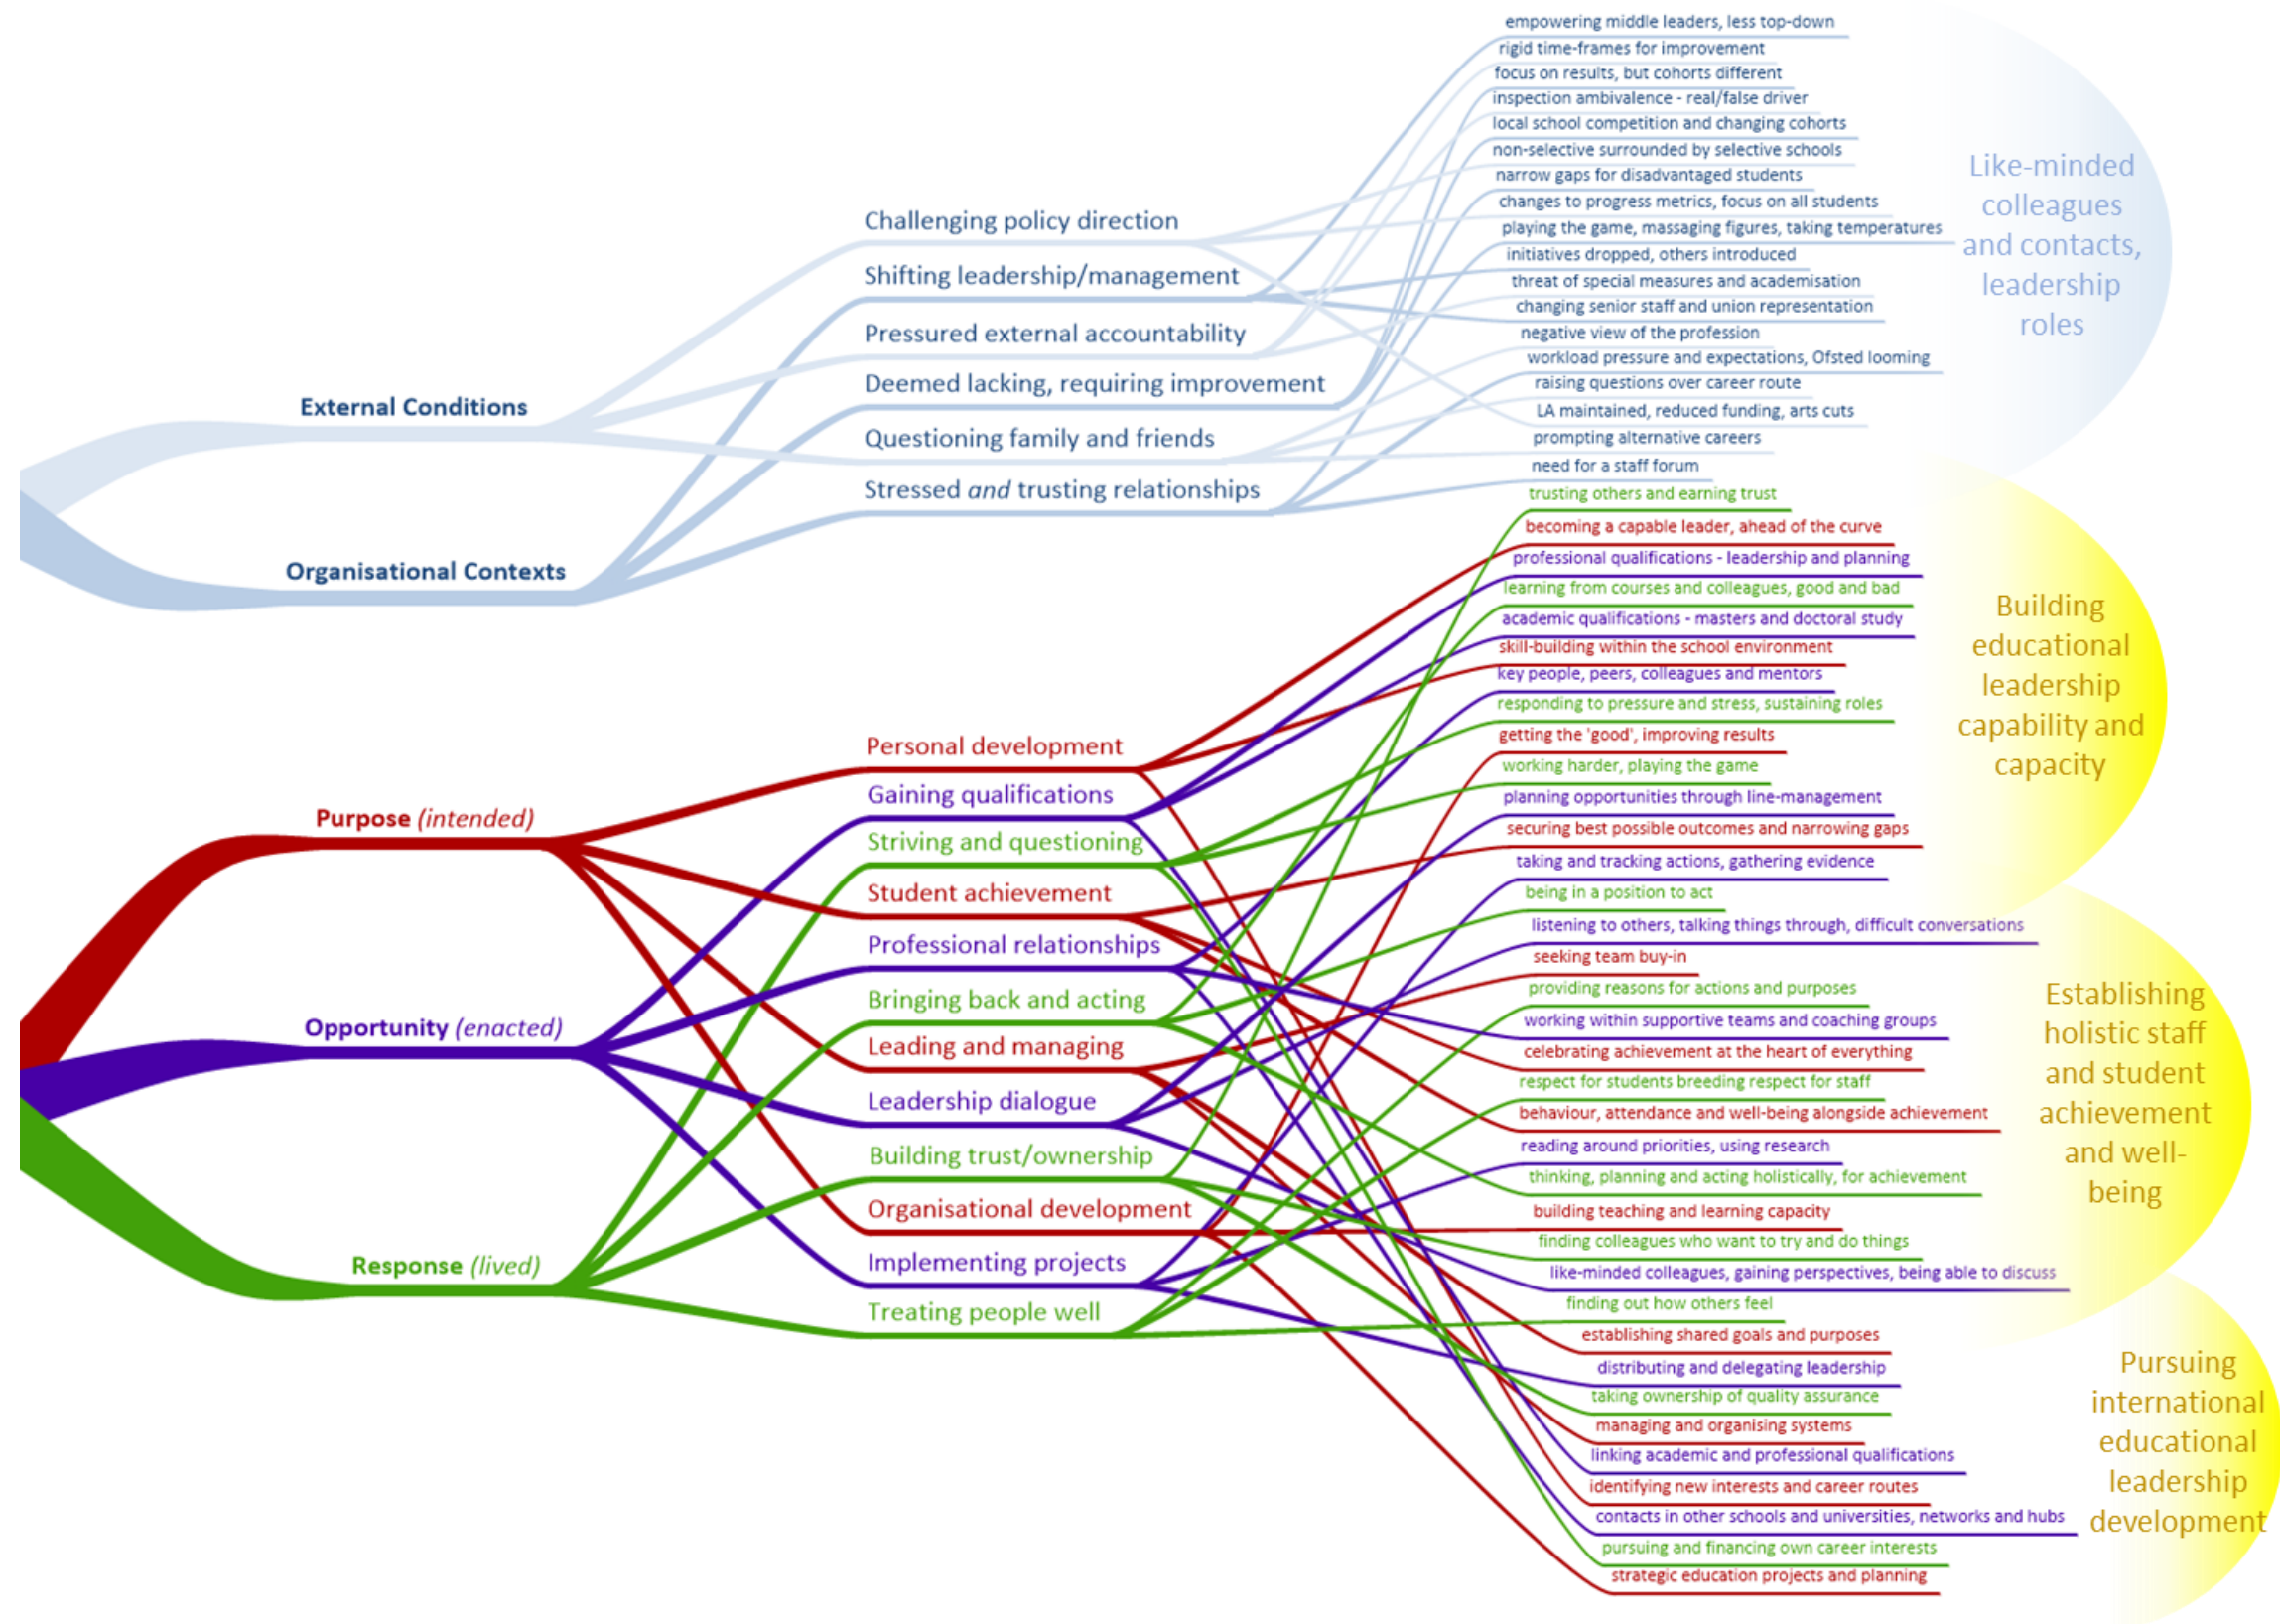 External Conditions
Organisational Contexts
Purpose (intended)
Opportunity (enacted)
Response (lived)
Challenging policy direction
Shifting leadership/management
Pressured external accountability
Deemed lacking, requiring improvement
Questioning family and friends
Stressed and trusting relationships
Personal development
Gaining qualifications
Striving and questioning
Student achievement
Professional relationships
Bringing back and acting
Leading and managing
Leadership dialogue
Building trust/ownership
Organisational development
Implementing projects
Treating people well
empowering middle leaders, less top-down
rigid time-frames for improvement
focus on results, but cohorts different
inspection ambivalence - real/false driver
local school competition and changing cohorts
non-selective surrounded by selective schools
narrow gaps for disadvantaged students
changes to progress metrics, focus on all students
playing the game, massaging figures, taking temperatures
initiatives dropped, others introduced
threat of special measures and academisation
changing senior staff and union representation
negative view of the profession
workload pressure and expectations, Ofsted looming
raising questions over career route
LA maintained, reduced funding, arts cuts
prompting alternative careers
need for a staff forum
trusting others and earning trust
becoming a capable leader, ahead of the curve
professional qualifications - leadership and planning
learning from courses and colleagues, good and bad
academic qualifications - masters and doctoral study
skill-building within the school environment
key people, peers, colleagues and mentors
responding to pressure and stress, sustaining roles
getting the 'good', improving results
working harder, playing the game
planning opportunities through line-management
securing best possible outcomes and narrowing gaps
taking and tracking actions, gathering evidence
being in a position to act
listening to others, talking things through, difficult conversations
seeking team buy-in
providing reasons for actions and purposes
working within supportive teams and coaching groups
celebrating achievement at the heart of everything
respect for students breeding respect for staff
behaviour, attendance and well-being alongside achievement
reading around priorities, using research
thinking, planning and acting holistically, for achievement
building teaching and learning capacity
finding colleagues who want to try and do things
like-minded colleagues, gaining perspectives, being able to discuss
finding out how others feel
establishing shared goals and purposes
distributing and delegating leadership
taking ownership of quality assurance
managing and organising systems
linking academic and professional qualifications
identifying new interests and career routes
contacts in other schools and universities, networks and hubs
pursuing and financing own career interests
strategic education projects and planning
Like-minded
colleagues
and contacts,
leadership
roles
Building
educational
leadership
capability and
capacity
Establishing
holistic staff
and student
achievement
and well-
being
Pursuing
international
educational
leadership
development